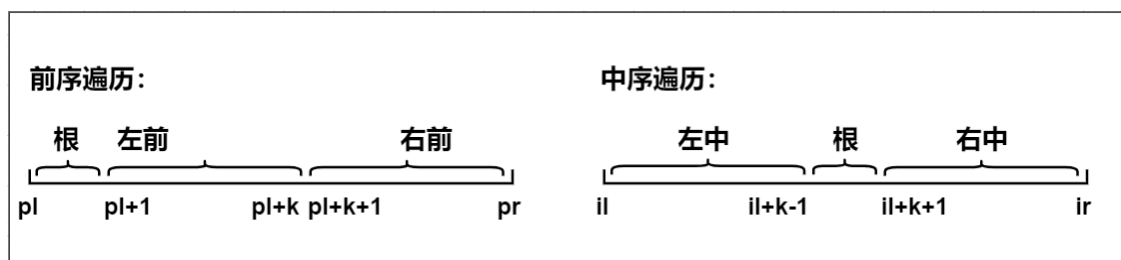 前序遍历：
根 左前 右前
pl pl+1 pl+k pl+k+1 pr
中序遍历：
左中 根 右中
il il+k-1 il+k+1 ir